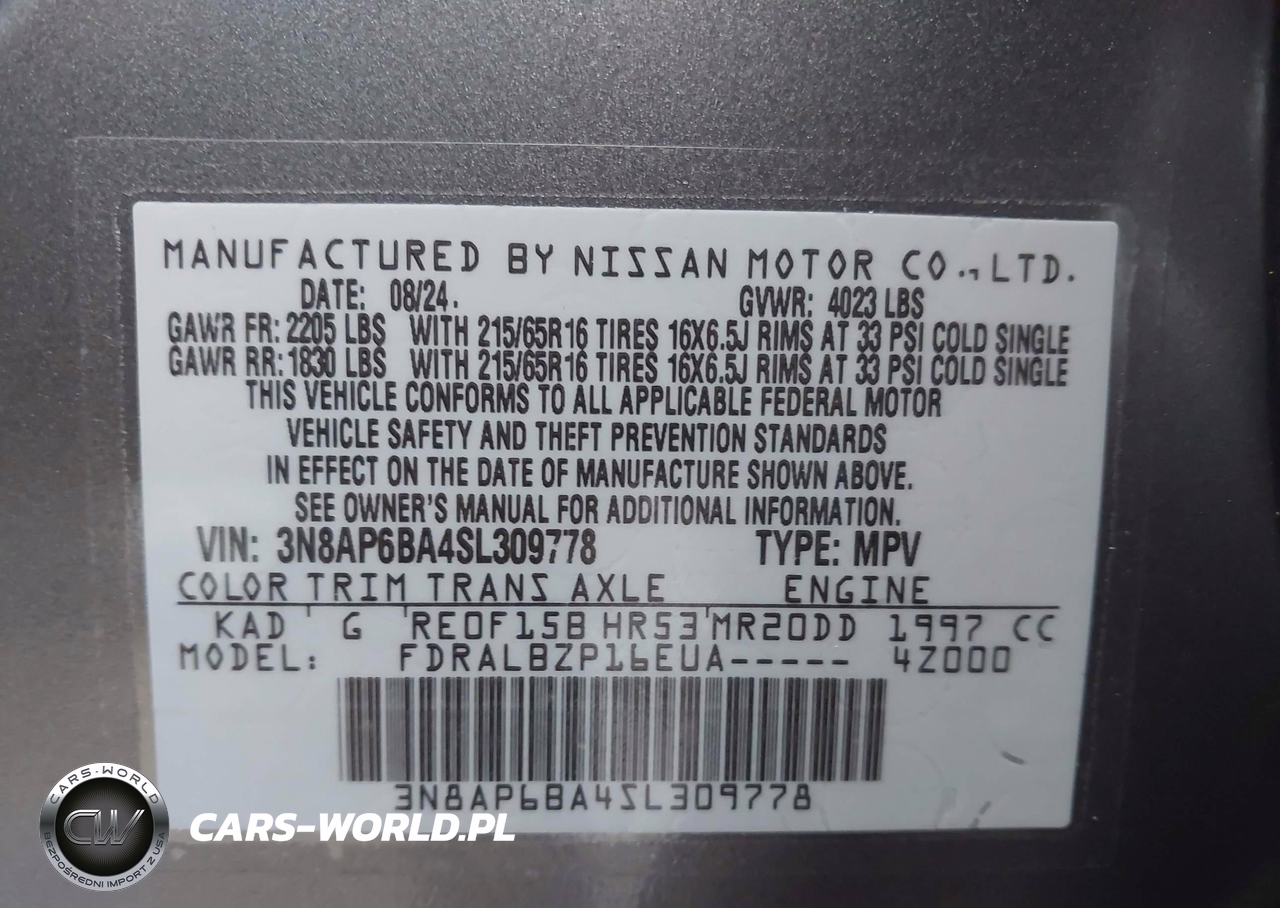 MANUFACTURED BY NISSAN MOTOR CO., LTD.
DATE: 08/24. GVWR: 4023 LBS
GAWR FR: 2205 LBS WITH 215/65R16 TIRES 16X6.5J RIMS AT 33 PSI COLD SINGLE
GAWR RR: 1830 LBS WITH 215/65R16 TIRES 16X6.5J RIMS AT 33 PSI COLD SINGLE
THIS VEHICLE CONFORMS TO ALL APPLICABLE FEDERAL MOTOR
VEHICLE SAFETY AND THEFT PREVENTION STANDARDS
IN EFFECT ON THE DATE OF MANUFACTURE SHOWN ABOVE.
SEE OWNER'S MANUAL FOR ADDITIONAL INFORMATION.
VIN: 3N8AP6BA4SL309778 TYPE: MPV
COLOR TRIM TRANS AXLE ENGINE
KAD G RE0F15B HR53 MR20DD 1997 CC
MODEL: FDRALBZP16EUA----- 42000
3N8AP6BA4SL309778
CARS-WORLD
CW
BEZPOŚREDNI IMPORT Z USA
CARS-WORLD.PL